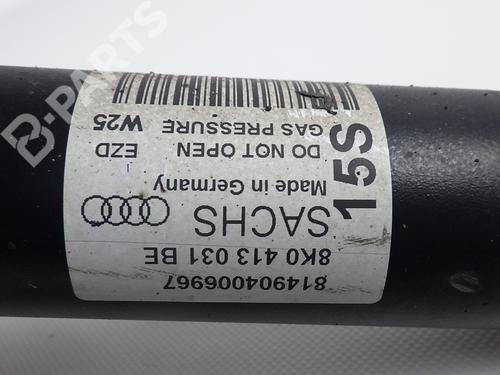 814904006967
8K0 413 031 BE
SACHS
Made in Germany
DO NOT OPEN EZD
GAS PRESSURE W25
15S
B-PARTS